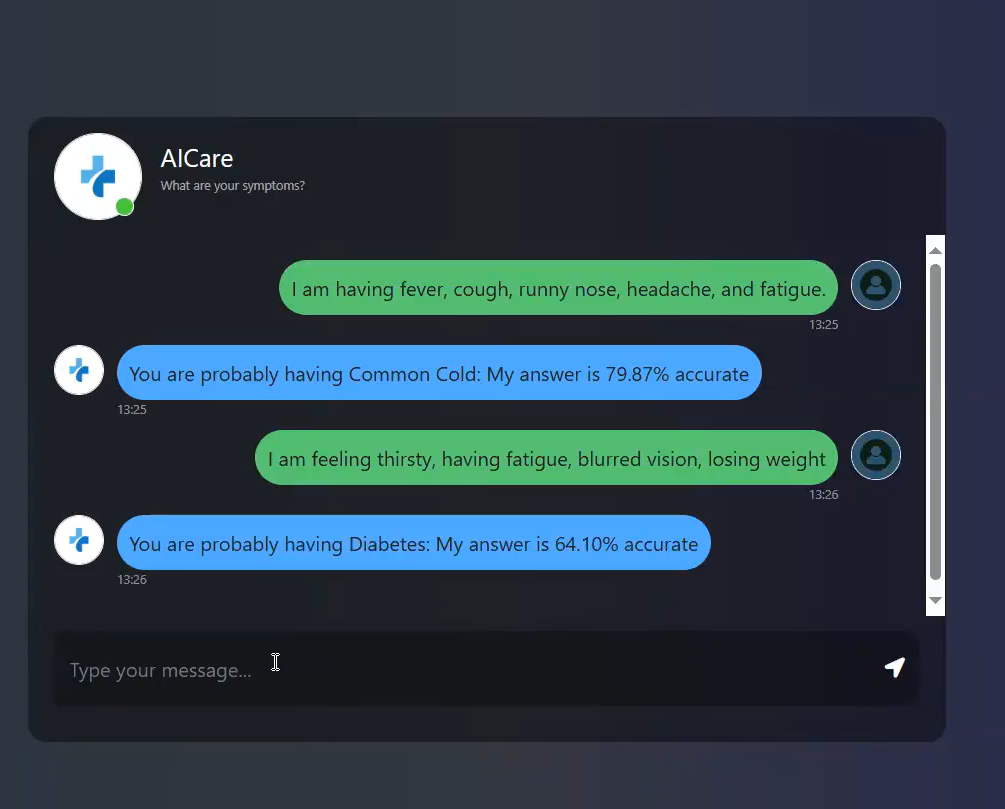 AICare
What are your symptoms?
I am having fever, cough, runny nose, headache, and fatigue.
13:25
You are probably having Common Cold: My answer is 79.87% accurate
13:25
I am feeling thirsty, having fatigue, blurred vision, losing weight
13:26
You are probably having Diabetes: My answer is 64.10% accurate
13:26
Type your message...